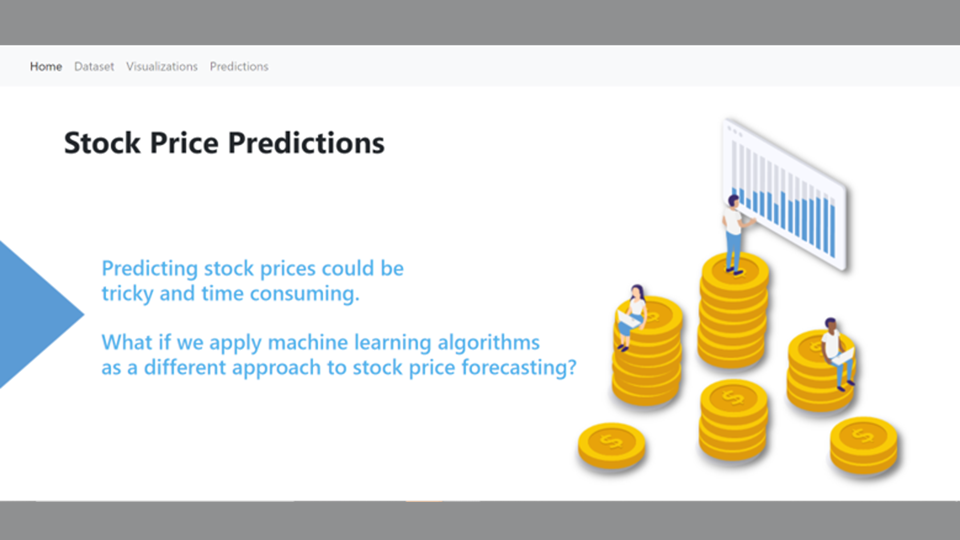 Home Dataset Visualizations Predictions
Stock Price Predictions
Predicting stock prices could be
tricky and time consuming.
What if we apply machine learning algorithms
as a different approach to stock price forecasting?
$
$
$
$